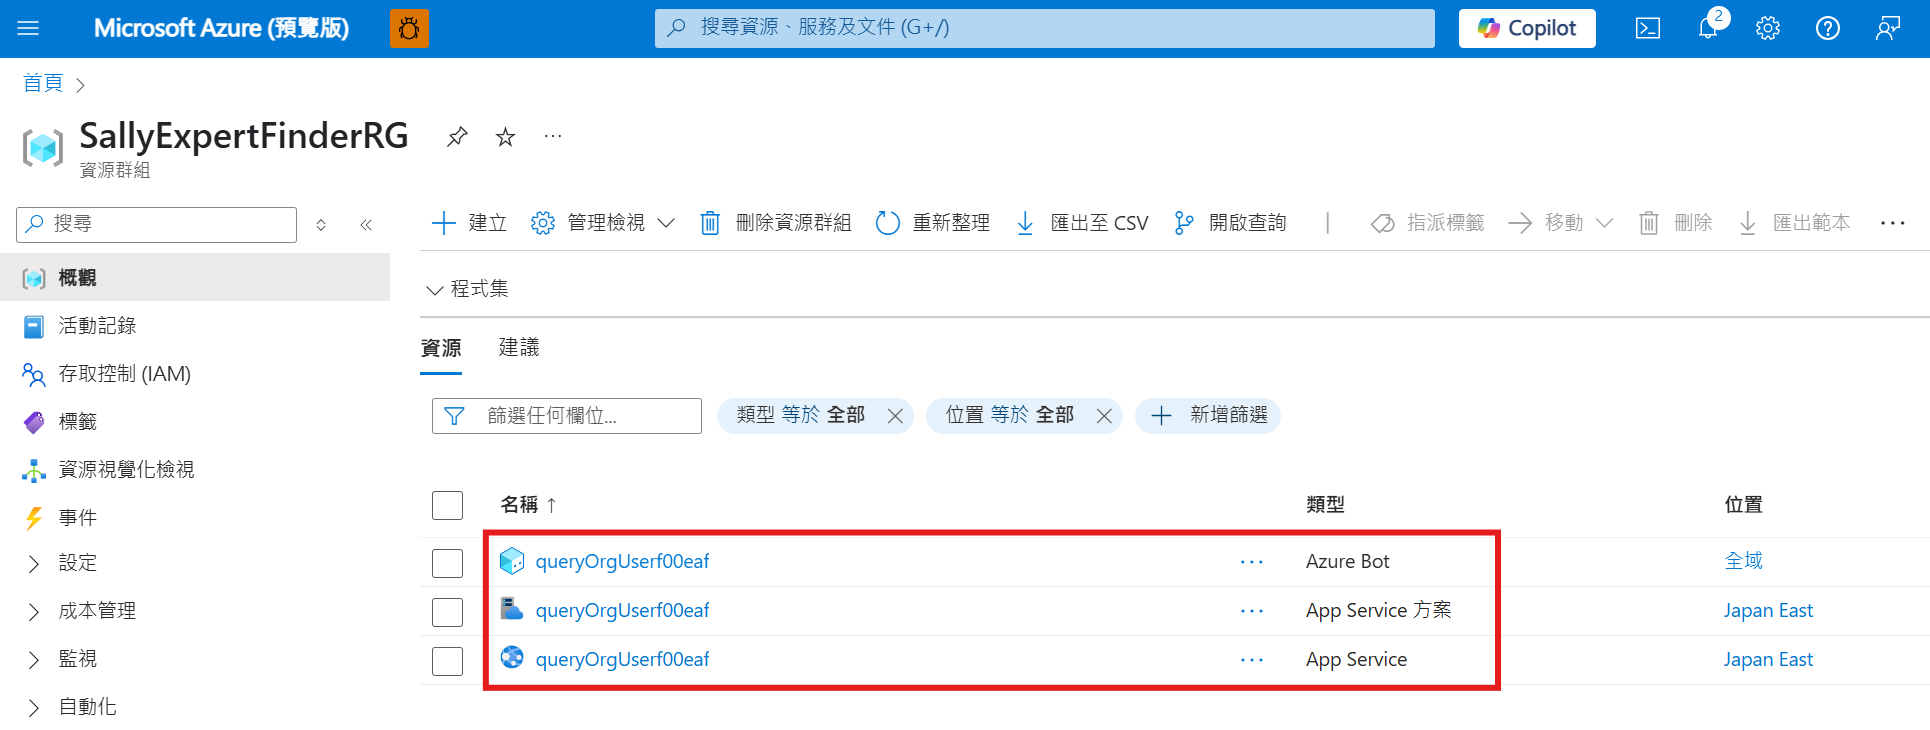 Microsoft Azure (預覽版)
搜尋資源、服務及文件 (G+/)
Copilot
2
首頁
SallyExpertFinderRG
資源群組
搜尋
概觀
活動記錄
存取控制 (IAM)
標籤
資源視覺化檢視
事件
設定
成本管理
監視
自動化
建立 管理檢視 刪除資源群組 重新整理 匯出至 CSV 開啟查詢 指派標籤 移動 刪除 匯出範本
程式集
資源 建議
篩選任何欄位... 類型 等於 全部 位置 等於 全部 新增篩選
名稱 ↑ 類型 位置
queryOrgUserf00eaf ... Azure Bot 全域
queryOrgUserf00eaf ... App Service 方案 Japan East
queryOrgUserf00eaf ... App Service Japan East